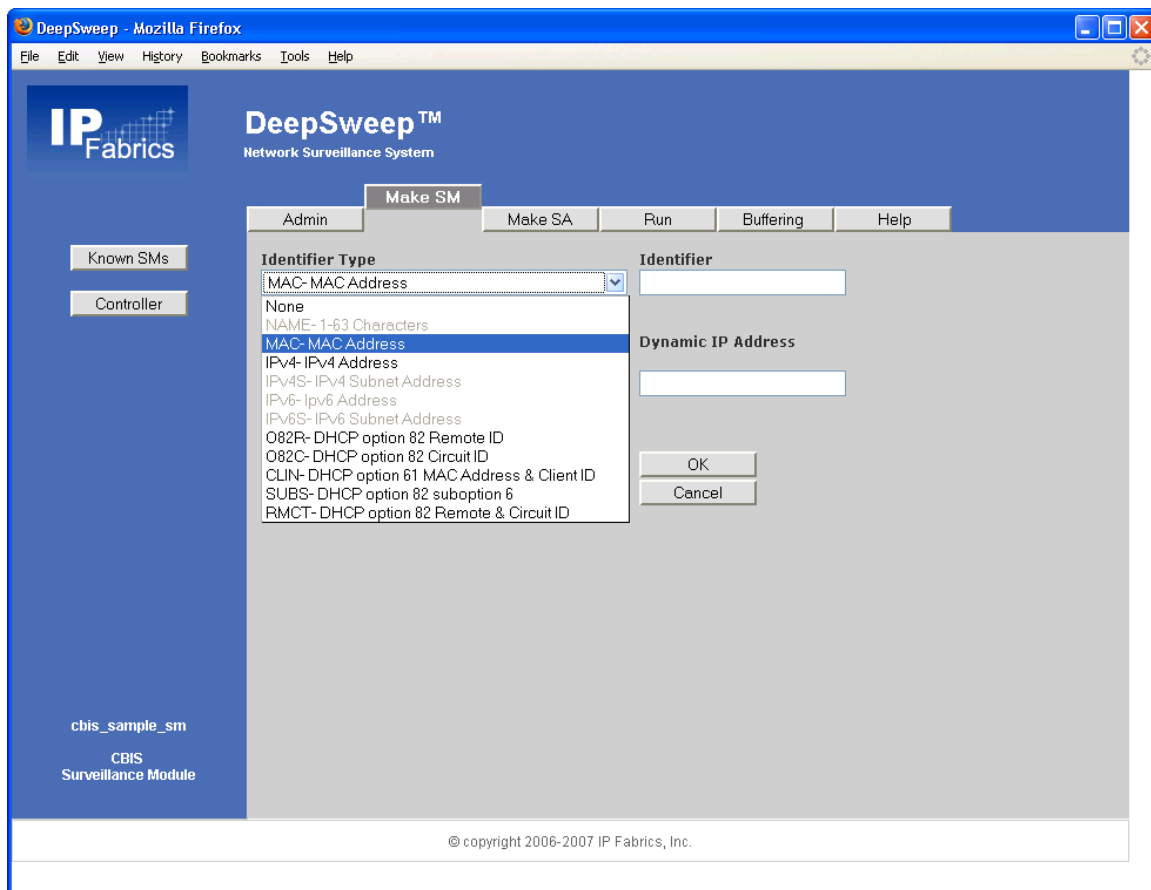 DeepSweep - Mozilla Firefox
File Edit View History Bookmarks Tools Help
IP Fabrics
DeepSweep™
Network Surveillance System
Make SM
Admin
Make SA
Run
Buffering
Help
Known SMs
Controller
Identifier Type
Identifier
MAC- MAC Address
None
NAME- 1-63 Characters
MAC- MAC Address
IPv4- IPv4 Address
IPv4S- IPv4 Subnet Address
IPv6- Ipv6 Address
IPv6S- IPv6 Subnet Address
O82R- DHCP option 82 Remote ID
O82C- DHCP option 82 Circuit ID
CLIN- DHCP option 61 MAC Address & Client ID
SUBS- DHCP option 82 suboption 6
RMCT- DHCP option 82 Remote & Circuit ID
Dynamic IP Address
OK
Cancel
cbis_sample_sm
CBIS
Surveillance Module
© copyright 2006-2007 IP Fabrics, Inc.